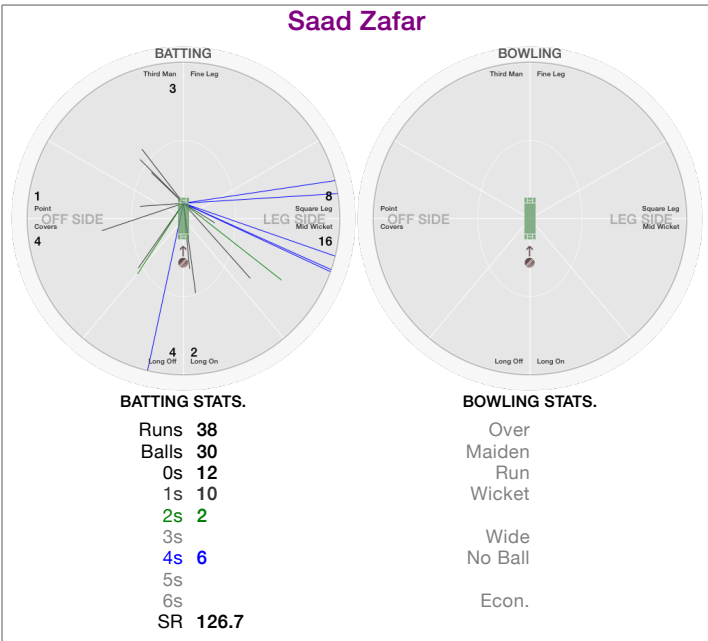 Saad Zafar
BATTING
Third Man Fine Leg
3
1
8
Point
Square Leg
OFF SIDE LEG SIDE
Covers
Mid Wicket
4
16
4 2
Long Off Long On
BOWLING
Third Man Fine Leg
Point
Square Leg
OFF SIDE LEG SIDE
Covers
Mid Wicket
Long Off Long On
BATTING STATS.
Runs 38
Balls 30
0s 12
1s 10
2s 2
3s
4s 6
5s
6s
SR 126.7
BOWLING STATS.
Over
Maiden
Run
Wicket
Wide
No Ball
Econ.